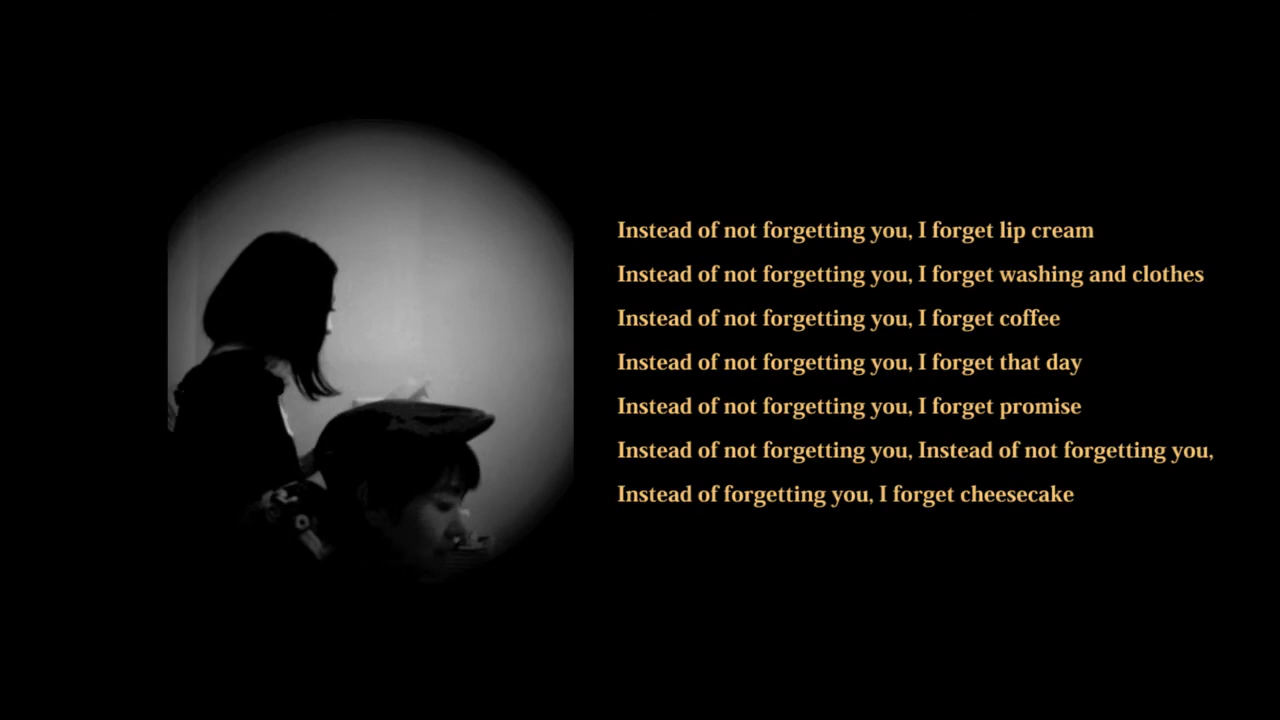 Instead of not forgetting you, I forget lip cream
Instead of not forgetting you, I forget washing and clothes
Instead of not forgetting you, I forget coffee
Instead of not forgetting you, I forget that day
Instead of not forgetting you, I forget promise
Instead of not forgetting you, Instead of not forgetting you,
Instead of forgetting you, I forget cheesecake